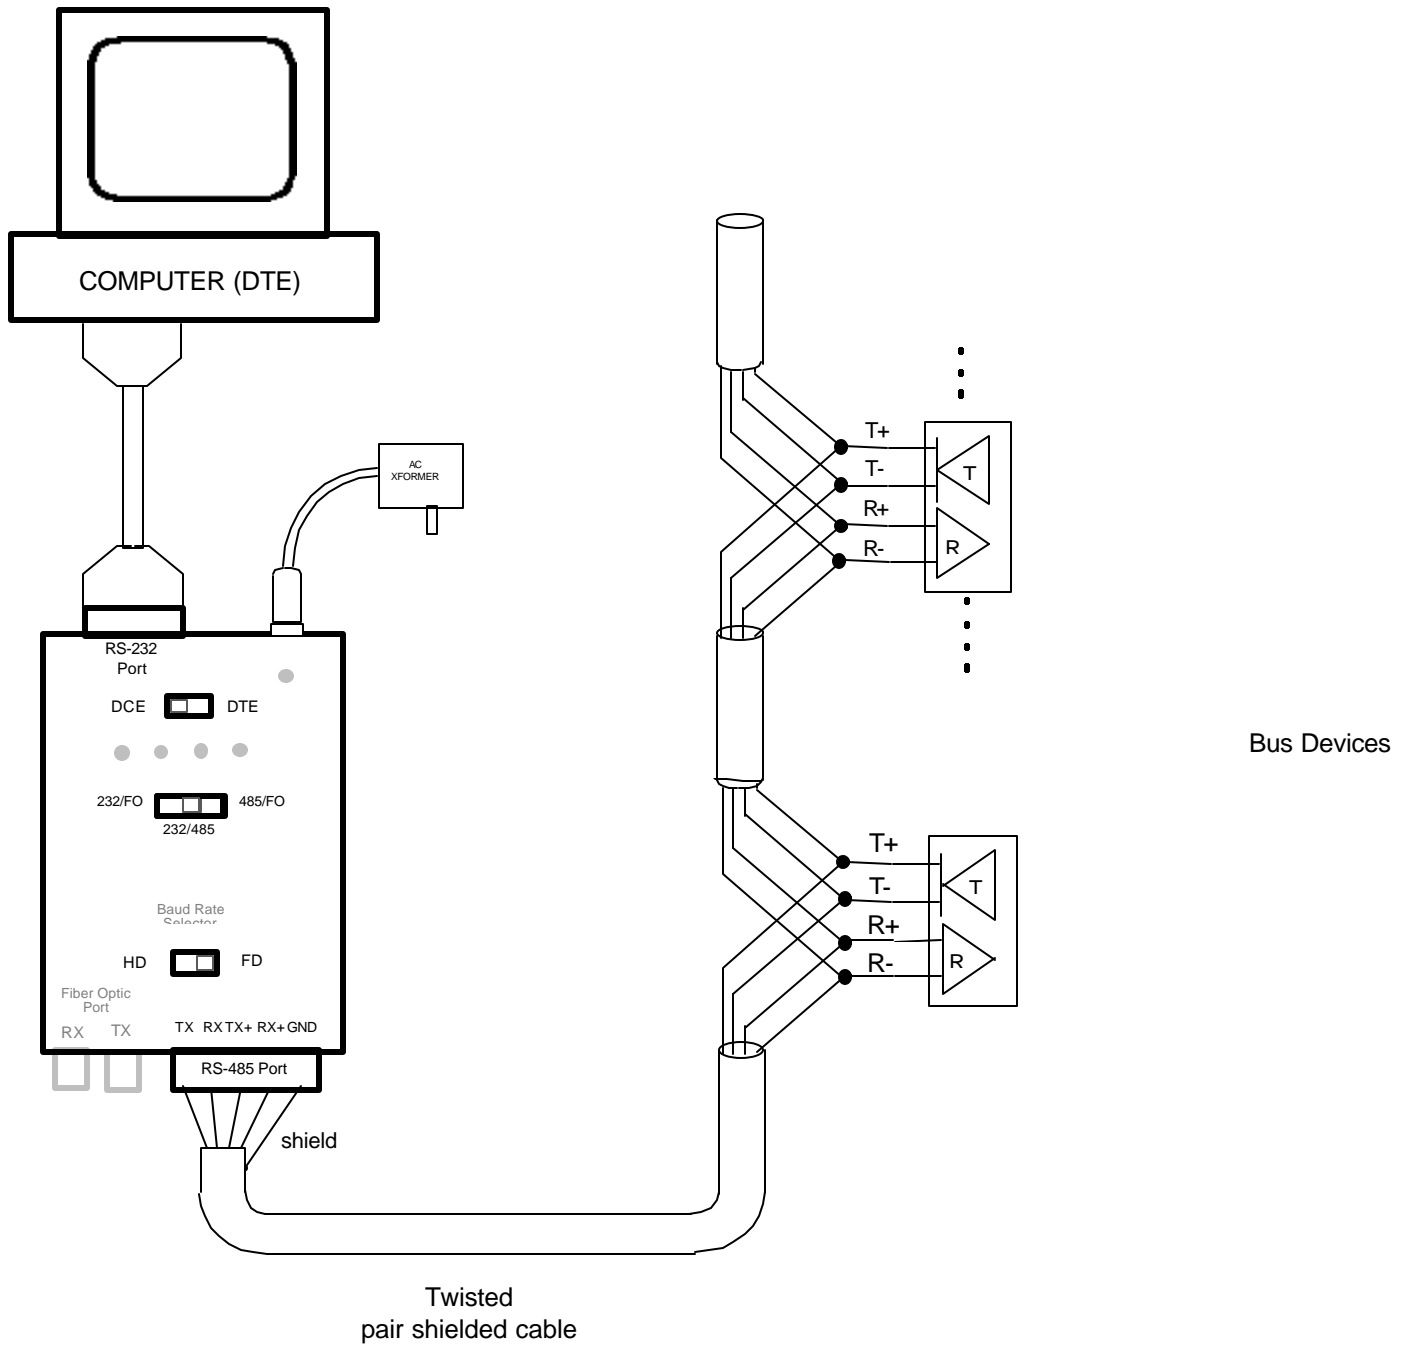 COMPUTER (DTE)
AC
XFORMER
T+
T-
R+
R-
T
R
RS-232
Port
DCE
DTE
232/FO
485/FO
232/485
Bus Devices
T+
T-
R+
R-
T
R
Baud Rate
Selector
HD
FD
Fiber Optic
Port
RX
TX
TX RX TX+ RX+ GND
RS-485 Port
shield
Twisted
pair shielded cable